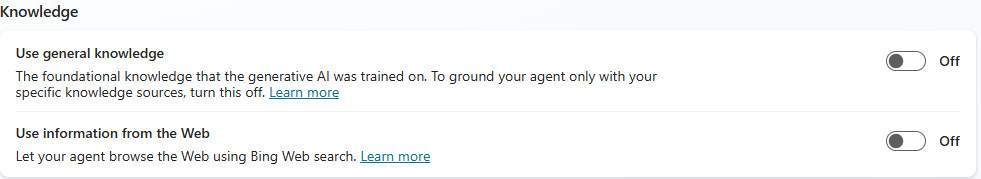 Knowledge
Use general knowledge
Off
The foundational knowledge that the generative AI was trained on. To ground your agent only with your
specific knowledge sources, turn this off. Learn more
Use information from the Web
Off
Let your agent browse the Web using Bing Web search. Learn more